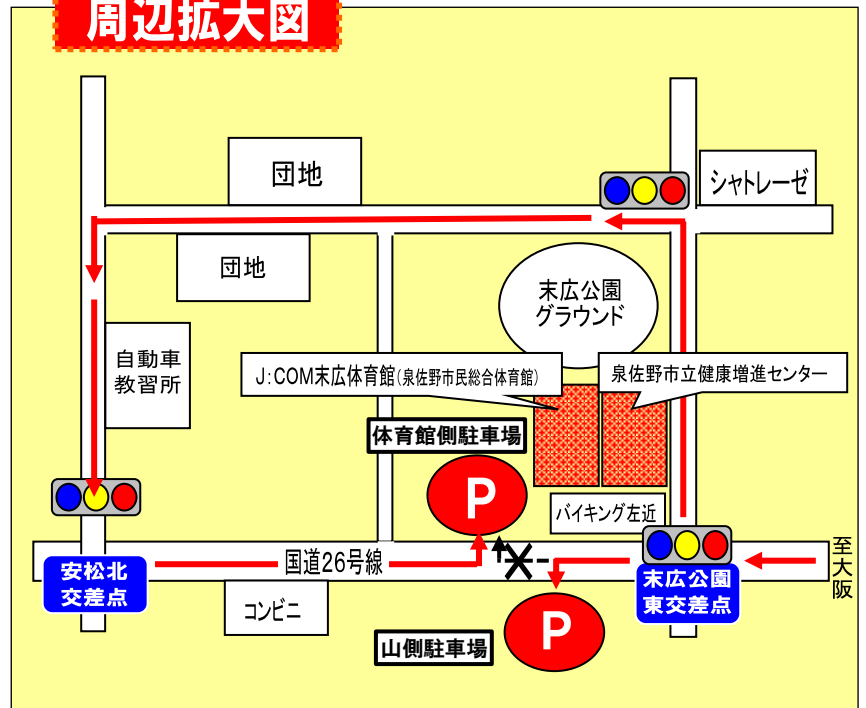 周辺拡大図
団地
シャトレーゼ
団地
末広公園
グラウンド
自動車
教習所
J:COM末広体育館(泉佐野市民総合体育館)
泉佐野市立健康増進センター
体育館側駐車場
P
バイキング左近
国道26号線
至大阪
安松北
交差点
末広公園
東交差点
コンビニ
P
山側駐車場